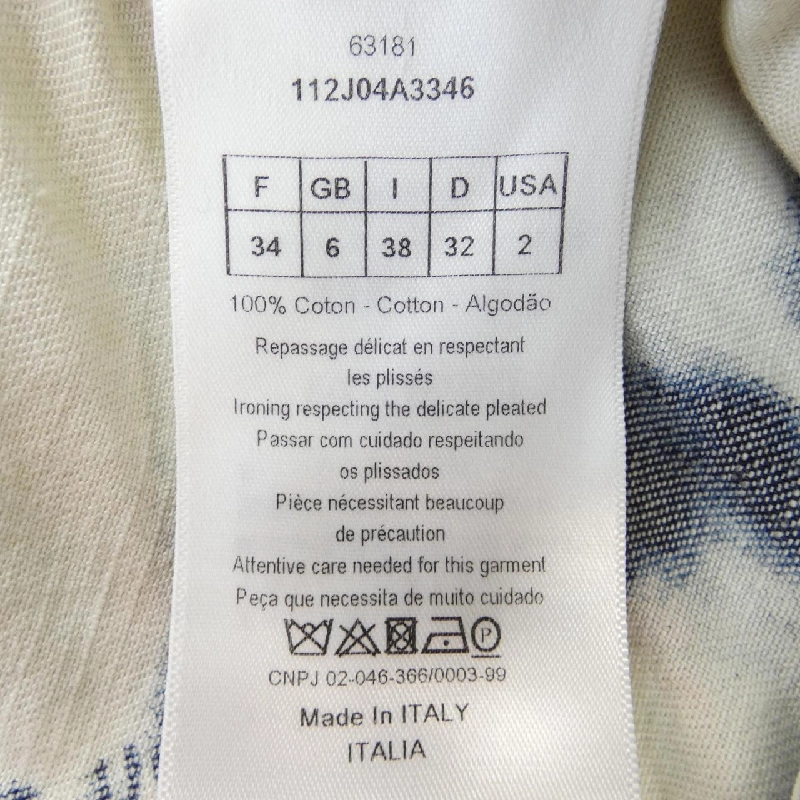 63181
112J04A3346
F GB I D USA
34 6 38 32 2
100% Coton - Cotton - Algodão
Repassage délicat en respectant
les plissés
Ironing respecting the delicate pleated
Passar com cuidado respeitando
os plissados
Pièce nécessitant beaucoup
de précaution
Attentive care needed for this garment
Peça que necessita de muito cuidado
P
CNPJ 02-046-366/0003-99
Made In ITALY
ITALIA